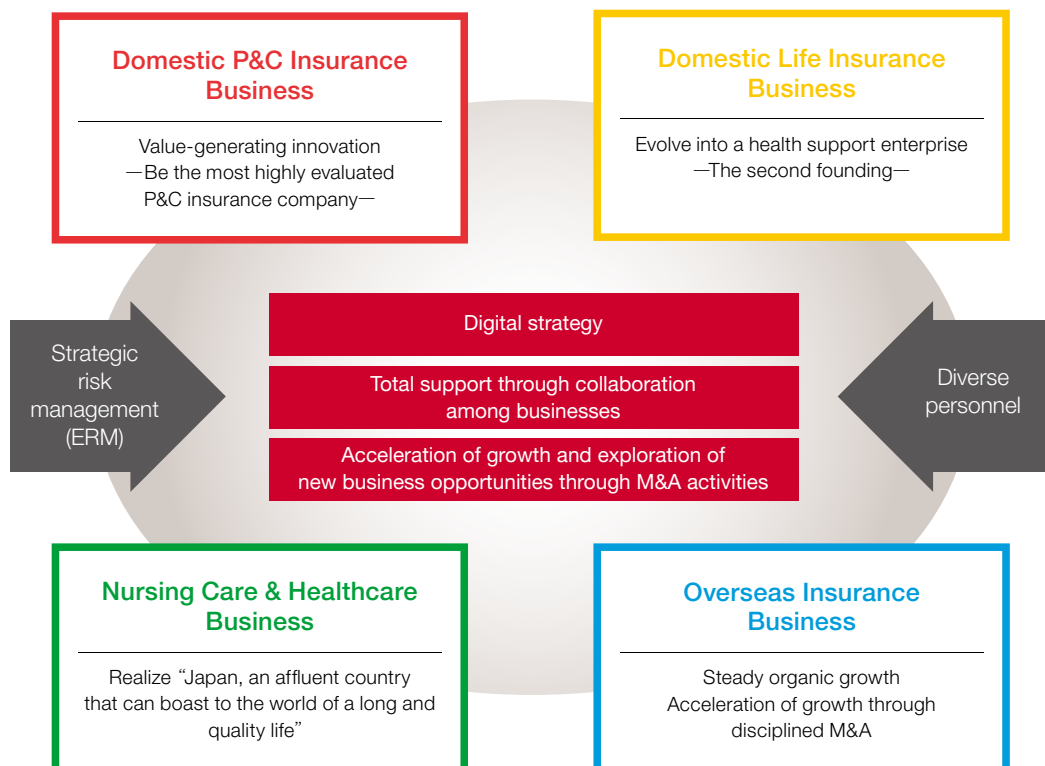 Domestic P&C Insurance
Business
Value-generating innovation
—Be the most highly evaluated
P&C insurance company—
Domestic Life Insurance
Business
Evolve into a health support enterprise
—The second founding—
Strategic
risk
management
(ERM)
Digital strategy
Total support through collaboration
among businesses
Acceleration of growth and exploration of
new business opportunities through M&A activities
Diverse
personnel
Nursing Care & Healthcare
Business
Realize “Japan, an affluent country
that can boast to the world of a long and
quality life”
Overseas Insurance
Business
Steady organic growth
Acceleration of growth through
disciplined M&A